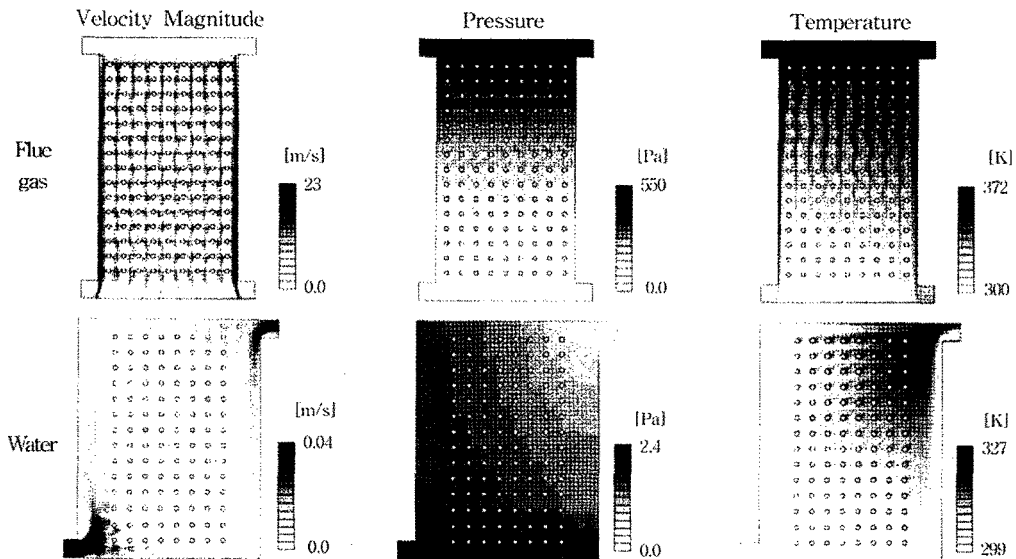 Velocity Magnitude
Pressure
Temperature
Flue
gas
[m/s]
23
0.0
[Pa]
550
0.0
[K]
372
300
Water
[m/s]
0.04
0.0
[Pa]
2.4
0.0
[K]
327
299